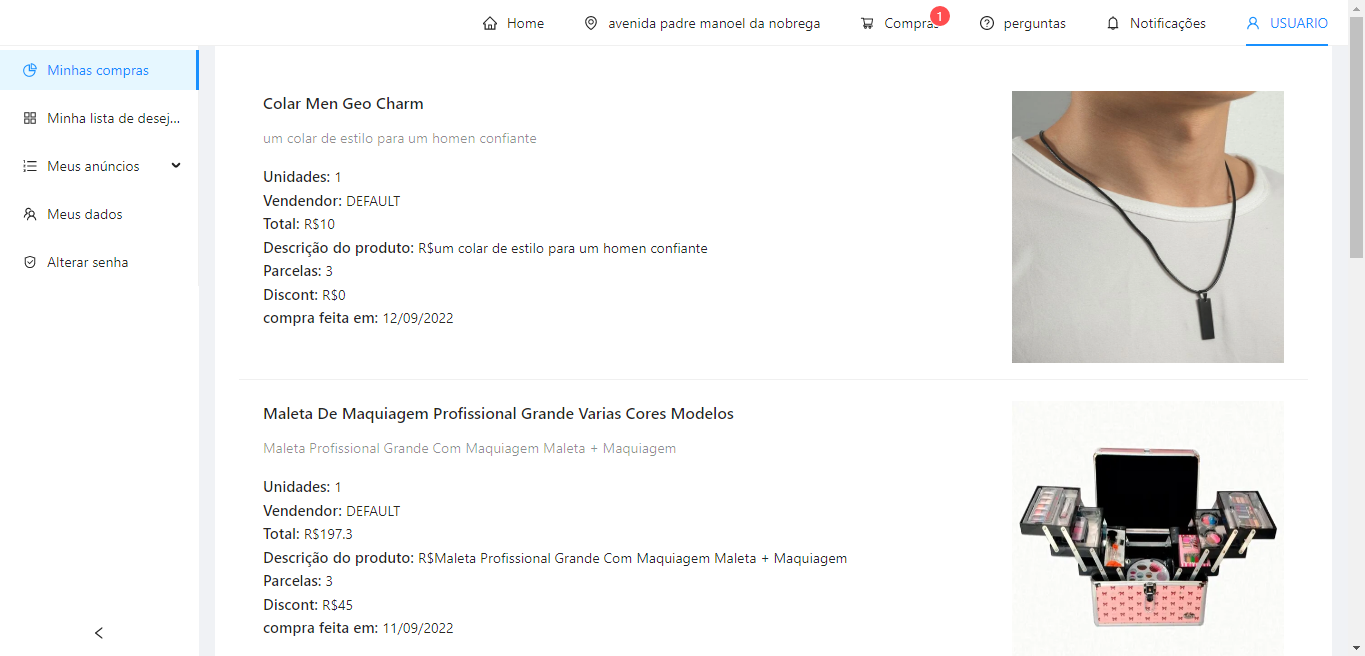 Home
avenida padre manoel da nobrega
Compras
1
perguntas
Notificações
USUARIO
Minhas compras
Minha lista de desej...
Meus anúncios
Meus dados
Alterar senha
Colar Men Geo Charm
um colar de estilo para um homen confiante
Unidades: 1
Vendendor: DEFAULT
Total: R$10
Descrição do produto: R$um colar de estilo para um homen confiante
Parcelas: 3
Discont: R$0
compra feita em: 12/09/2022
Maleta De Maquiagem Profissional Grande Varias Cores Modelos
Maleta Profissional Grande Com Maquiagem Maleta + Maquiagem
Unidades: 1
Vendendor: DEFAULT
Total: R$197.3
Descrição do produto: R$Maleta Profissional Grande Com Maquiagem Maleta + Maquiagem
Parcelas: 3
Discont: R$45
compra feita em: 11/09/2022